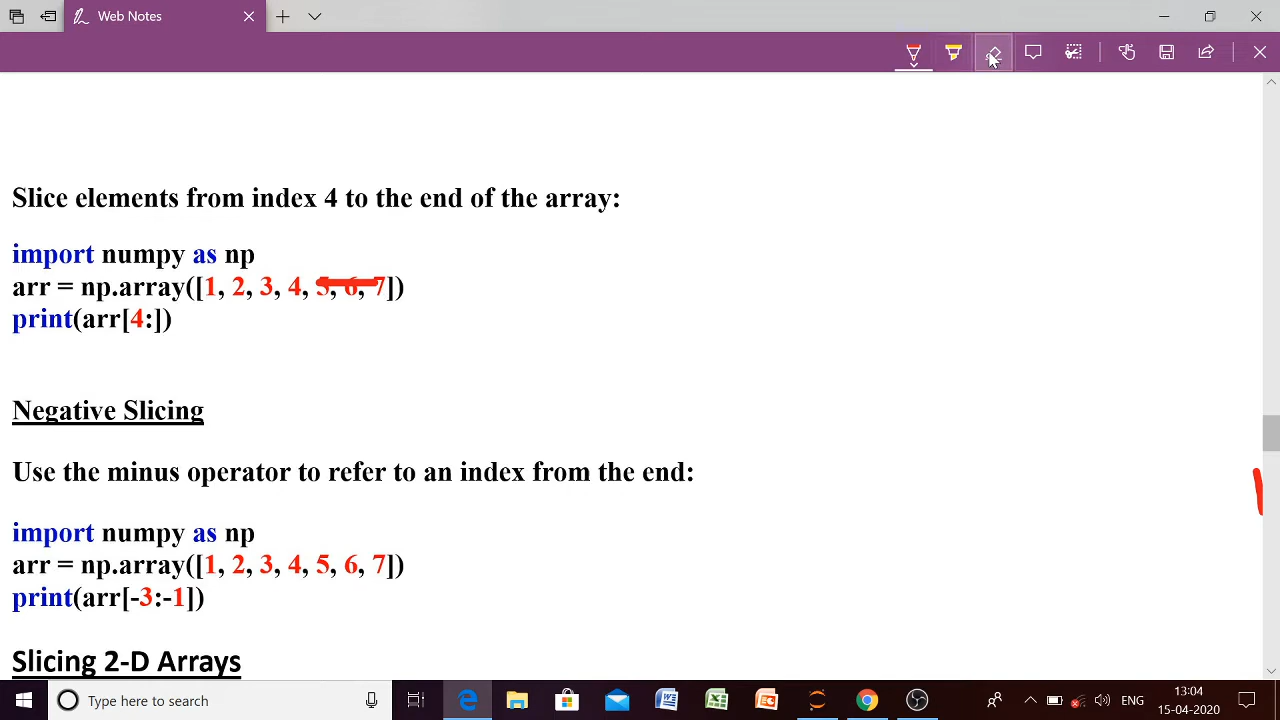 Web Notes
Slice elements from index 4 to the end of the array:
import numpy as np
arr = np.array([1, 2, 3, 4, 5, 6, 7])
print(arr[4:])
Negative Slicing
Use the minus operator to refer to an index from the end:
import numpy as np
arr = np.array([1, 2, 3, 4, 5, 6, 7])
print(arr[-3:-1])
Slicing 2-D Arrays
Type here to search
ENG
13:04
15-04-2020